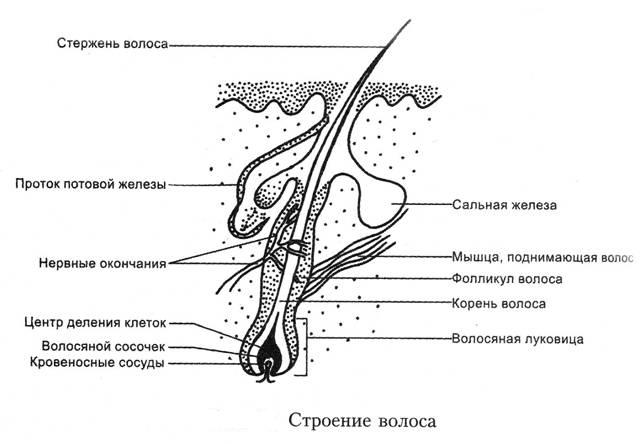 Стержень волоса
Проток потовой железы
Нервные окончания
Центр деления клеток
Волосяной сосочек
Кровеносные сосуды
Сальная железа
Мышца, поднимающая волос
Фолликул волоса
Корень волоса
Волосяная луковица
Строение волоса